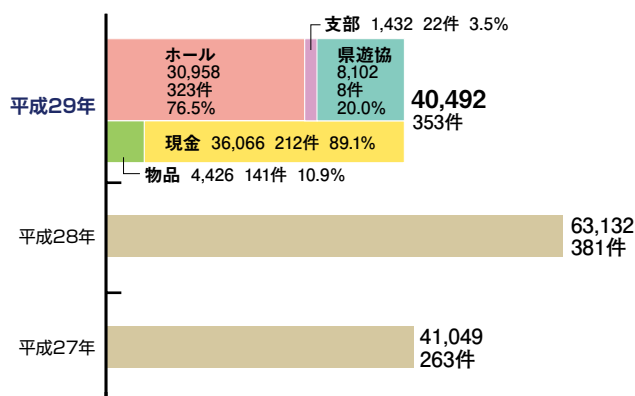 支部 1,432 22件 3.5%
ホール
30,958
323件
76.5%
県遊協
8,102
8件
20.0%
平成29年
40,492
353件
現金 36,066 212件 89.1%
物品 4,426 141件 10.9%
平成28年
63,132
381件
平成27年
41,049
263件